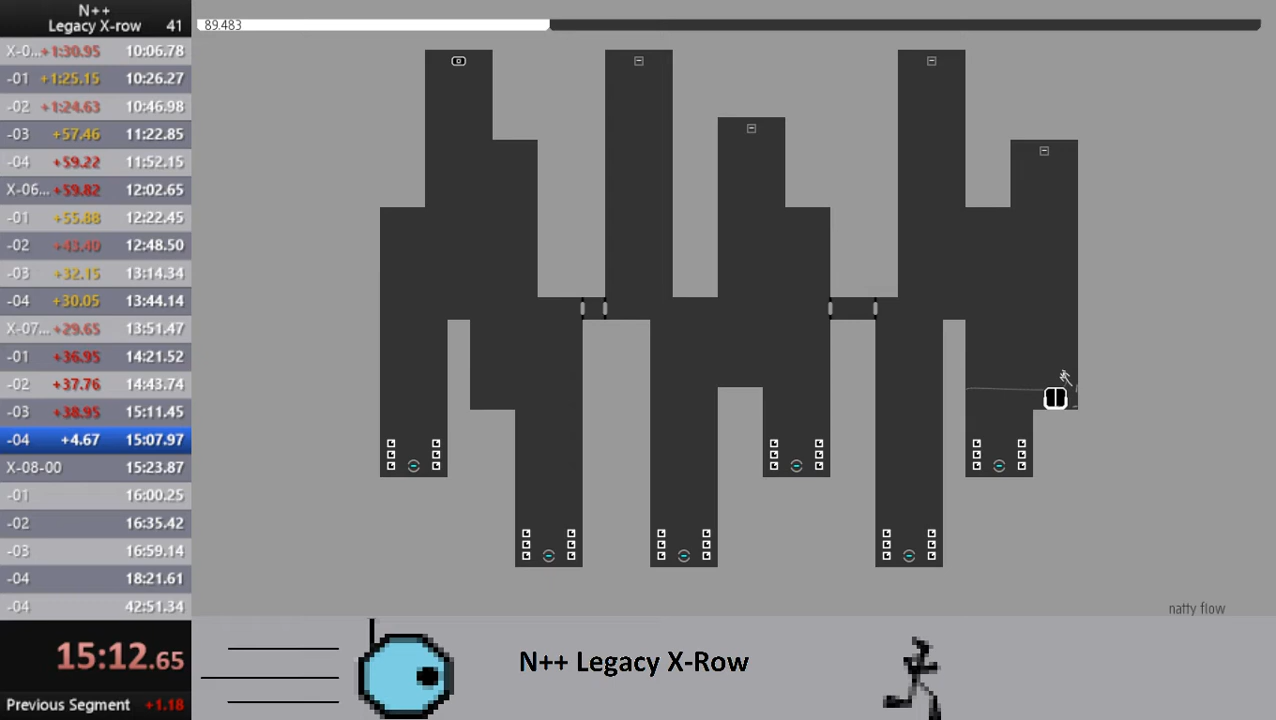 N++
Legacy X-row 41
X-0... +1:30.95 10:06.78
-01 +1:25.15 10:26.27
-02 +1:24.63 10:46.98
-03 +57.46 11:22.85
-04 +59.22 11:52.15
X-06... +59.82 12:02.65
-01 +55.88 12:22.45
-02 +43.40 12:48.50
-03 +32.15 13:14.34
-04 +30.05 13:44.14
X-07... +29.65 13:51.47
-01 +36.95 14:21.52
-02 +37.76 14:43.74
-03 +38.95 15:11.45
-04 +4.67 15:07.97
X-08-00 15:23.87
-01 16:00.25
-02 16:35.42
-03 16:59.14
-04 18:21.61
-04 42:51.34
15:12.65
Previous Segment +1.18
89.483
natty flow
N++ Legacy X-Row